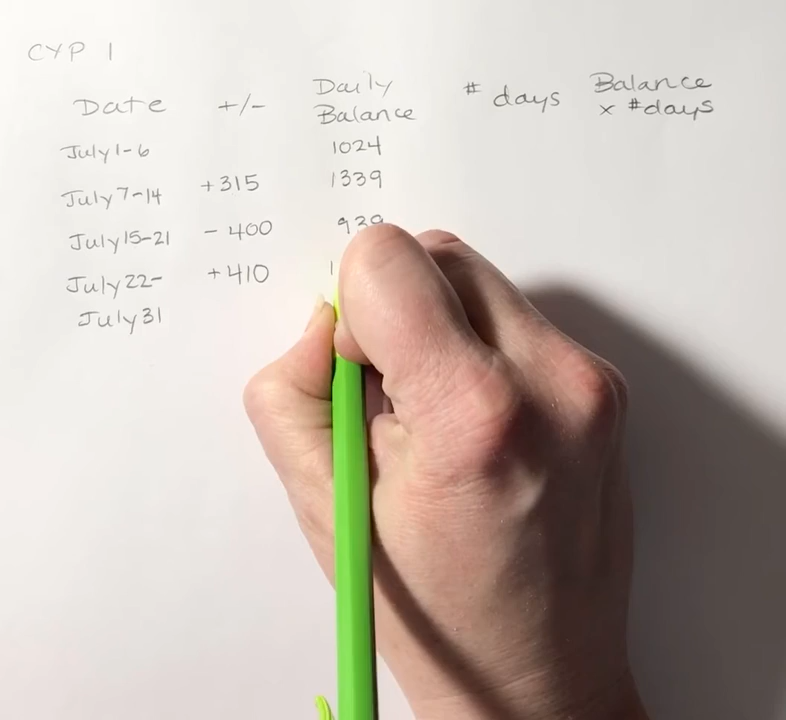 CYP 1
Date +/- Daily Balance # days Balance x #days
July 1-6 1024
July 7-14 +315 1339
July 15-21 - 400 939
July 22- +410
July 31